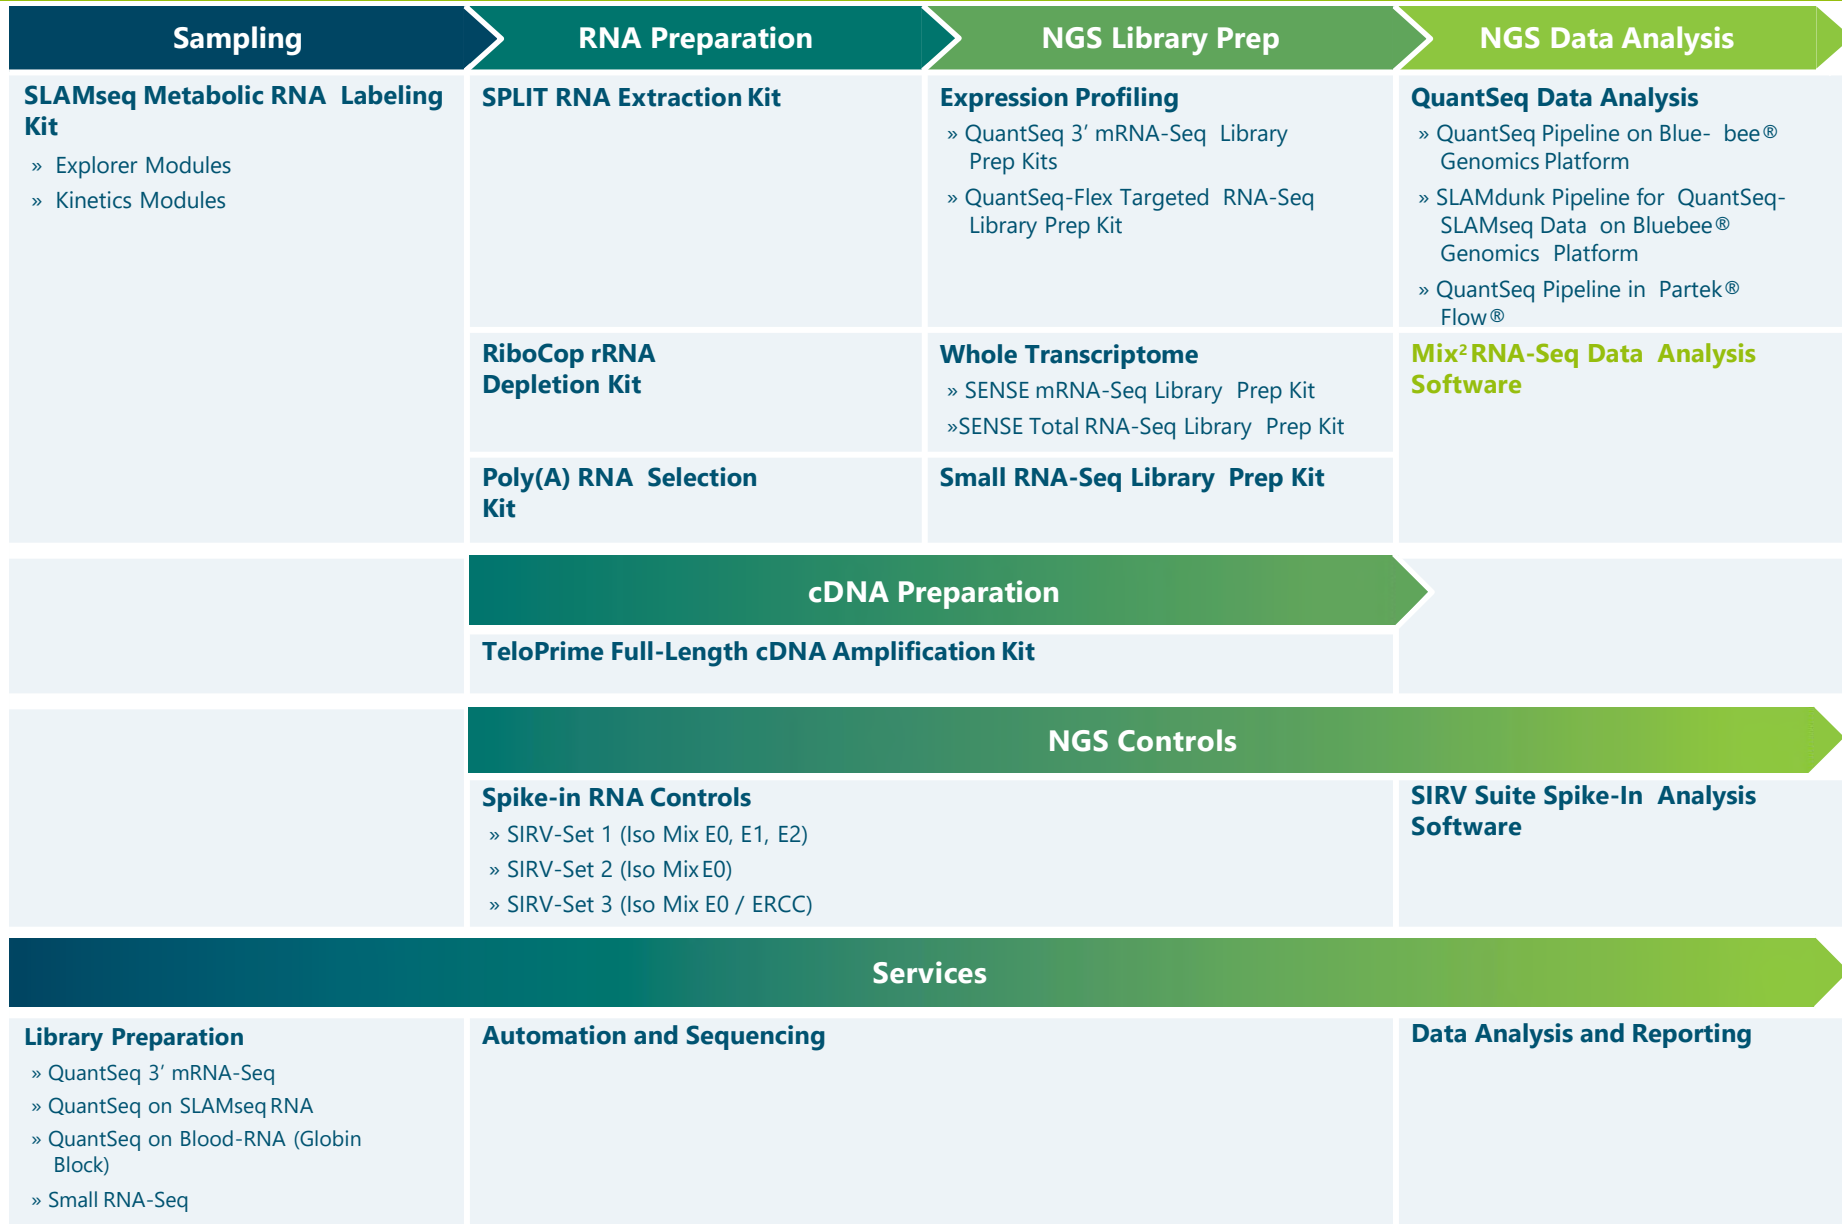 Sampling
RNA Preparation
NGS Library Prep
NGS Data Analysis
SLAMseq Metabolic RNA Labeling
Kit
» Explorer Modules
» Kinetics Modules
SPLIT RNA Extraction Kit
Expression Profiling
» QuantSeq 3’ mRNA-Seq Library
Prep Kits
» QuantSeq-Flex Targeted RNA-Seq
Library Prep Kit
QuantSeq Data Analysis
» QuantSeq Pipeline on Blue- bee®
Genomics Platform
» SLAMdunk Pipeline for QuantSeq-
SLAMseq Data on Bluebee®
Genomics Platform
» QuantSeq Pipeline in Partek®
Flow®
RiboCop rRNA
Depletion Kit
Whole Transcriptome
» SENSE mRNA-Seq Library Prep Kit
»SENSE Total RNA-Seq Library Prep Kit
Mix² RNA-Seq Data Analysis
Software
Poly(A) RNA Selection
Kit
Small RNA-Seq Library Prep Kit
cDNA Preparation
TeloPrime Full-Length cDNA Amplification Kit
NGS Controls
Spike-in RNA Controls
» SIRV-Set 1 (Iso Mix E0, E1, E2)
» SIRV-Set 2 (Iso Mix E0)
» SIRV-Set 3 (Iso Mix E0 / ERCC)
SIRV Suite Spike-In Analysis
Software
Services
Library Preparation
» QuantSeq 3’ mRNA-Seq
» QuantSeq on SLAMseq RNA
» QuantSeq on Blood-RNA (Globin
Block)
» Small RNA-Seq
Automation and Sequencing
Data Analysis and Reporting